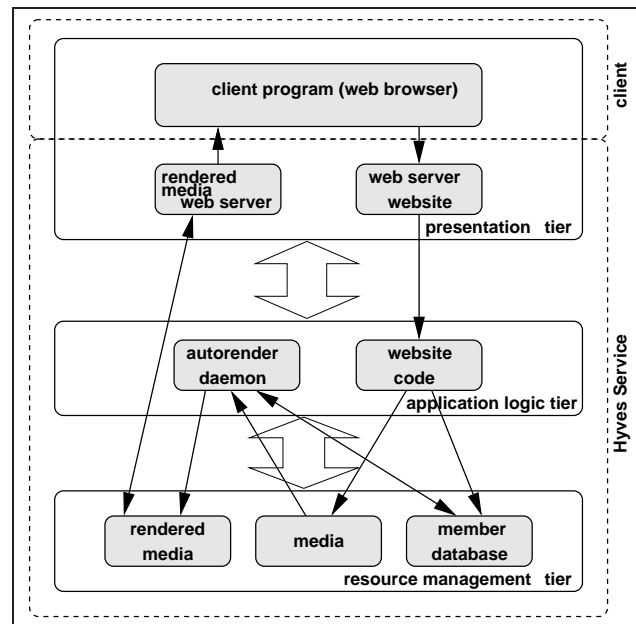 client program (web browser)
client
rendered
media
web server
web server
website
presentation tier
autorender
daemon
website
code
application logic tier
Hyves Service
rendered
media
media
member
database
resource management tier